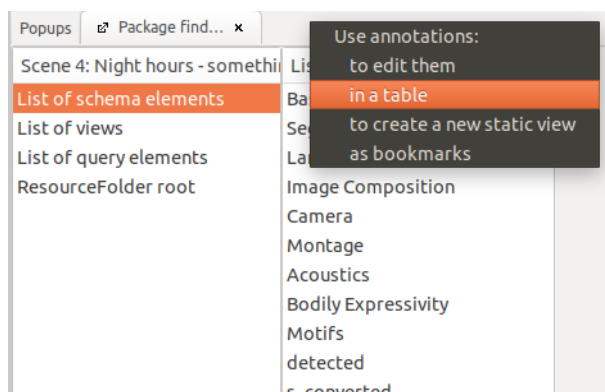 Popups
Package find...
Use annotations:
to edit them
in a table
to create a new static view
as bookmarks
Scene 4: Night hours - somethi
List of schema elements
List of views
List of query elements
ResourceFolder root
Image Composition
Camera
Montage
Acoustics
Bodily Expressivity
Motifs
detected